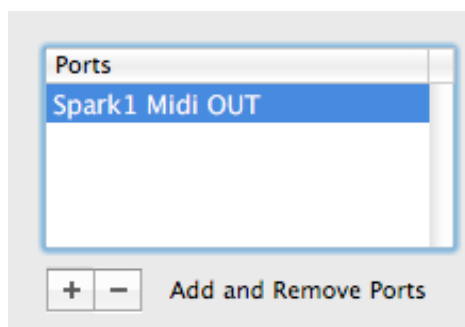 Ports
Spark1 Midi OUT
+ − Add and Remove Ports